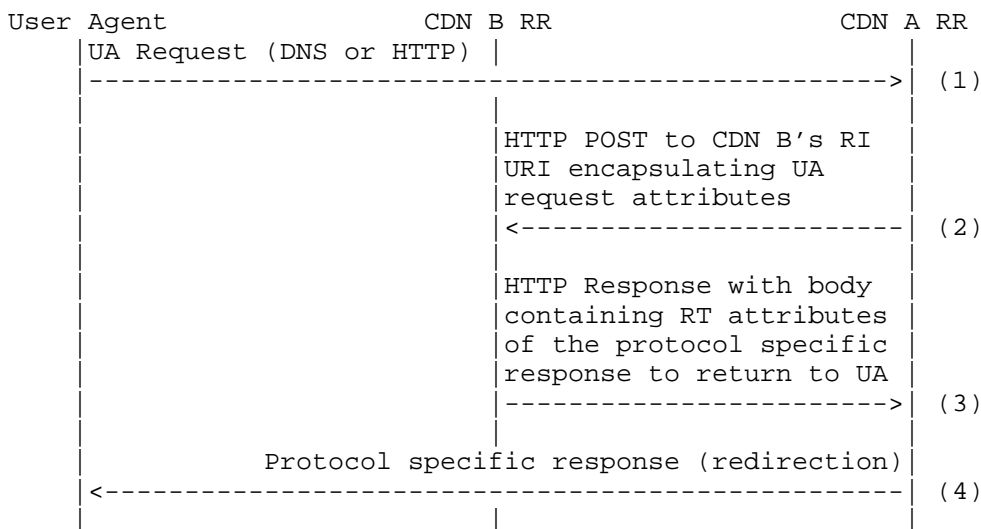 User Agent CDN B RR CDN A RR
UA Request (DNS or HTTP)
(1)
HTTP POST to CDN B's RI
URI encapsulating UA
request attributes
(2)
HTTP Response with body
containing RT attributes
of the protocol specific
response to return to UA
(3)
Protocol specific response (redirection)
(4)